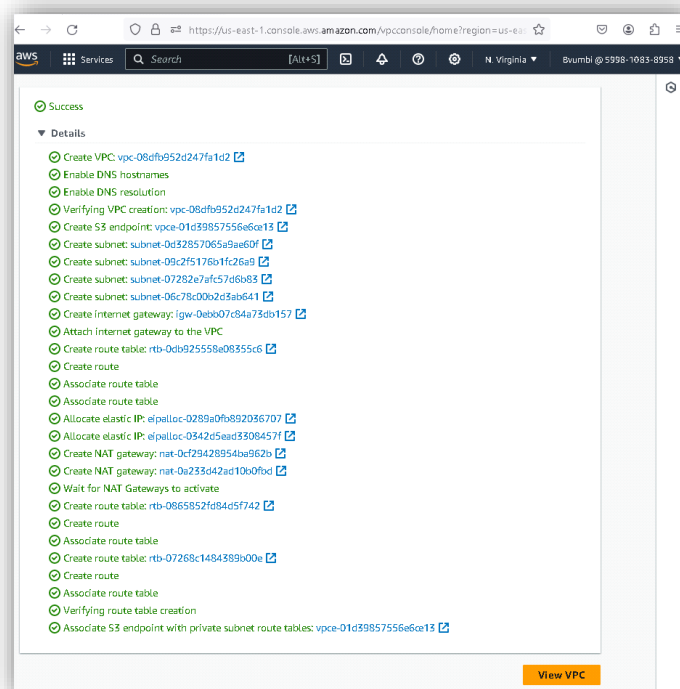 https://us-east-1.console.aws.amazon.com/vpcconsole/home?region=us-ea
aws Services Search [Alt+S] N. Virginia Bvumbi @ 5998-1083-8958
Success
Details
Create VPC: vpc-08dfb952d247fa1d2
Enable DNS hostnames
Enable DNS resolution
Verifying VPC creation: vpc-08dfb952d247fa1d2
Create S3 endpoint: vpce-01d39857556e6ce13
Create subnet: subnet-0d32857065a9ae60f
Create subnet: subnet-09c2f5176b1fc26a9
Create subnet: subnet-07282e7afc57d6b83
Create subnet: subnet-06c78c00b2d3ab641
Create internet gateway: igw-0ebb07c84a73db157
Attach internet gateway to the VPC
Create route table: rtb-0db925558e08355c6
Create route
Associate route table
Associate route table
Allocate elastic IP: eipalloc-0289a0fb892036707
Allocate elastic IP: eipalloc-0342d5ead3308457f
Create NAT gateway: nat-0cf29428954ba962b
Create NAT gateway: nat-0a233d42ad10b0fbd
Wait for NAT Gateways to activate
Create route table: rtb-0865852fd84d5f742
Create route
Associate route table
Create route table: rtb-07268c1484389b00e
Create route
Associate route table
Verifying route table creation
Associate S3 endpoint with private subnet route tables: vpce-01d39857556e6ce13
View VPC